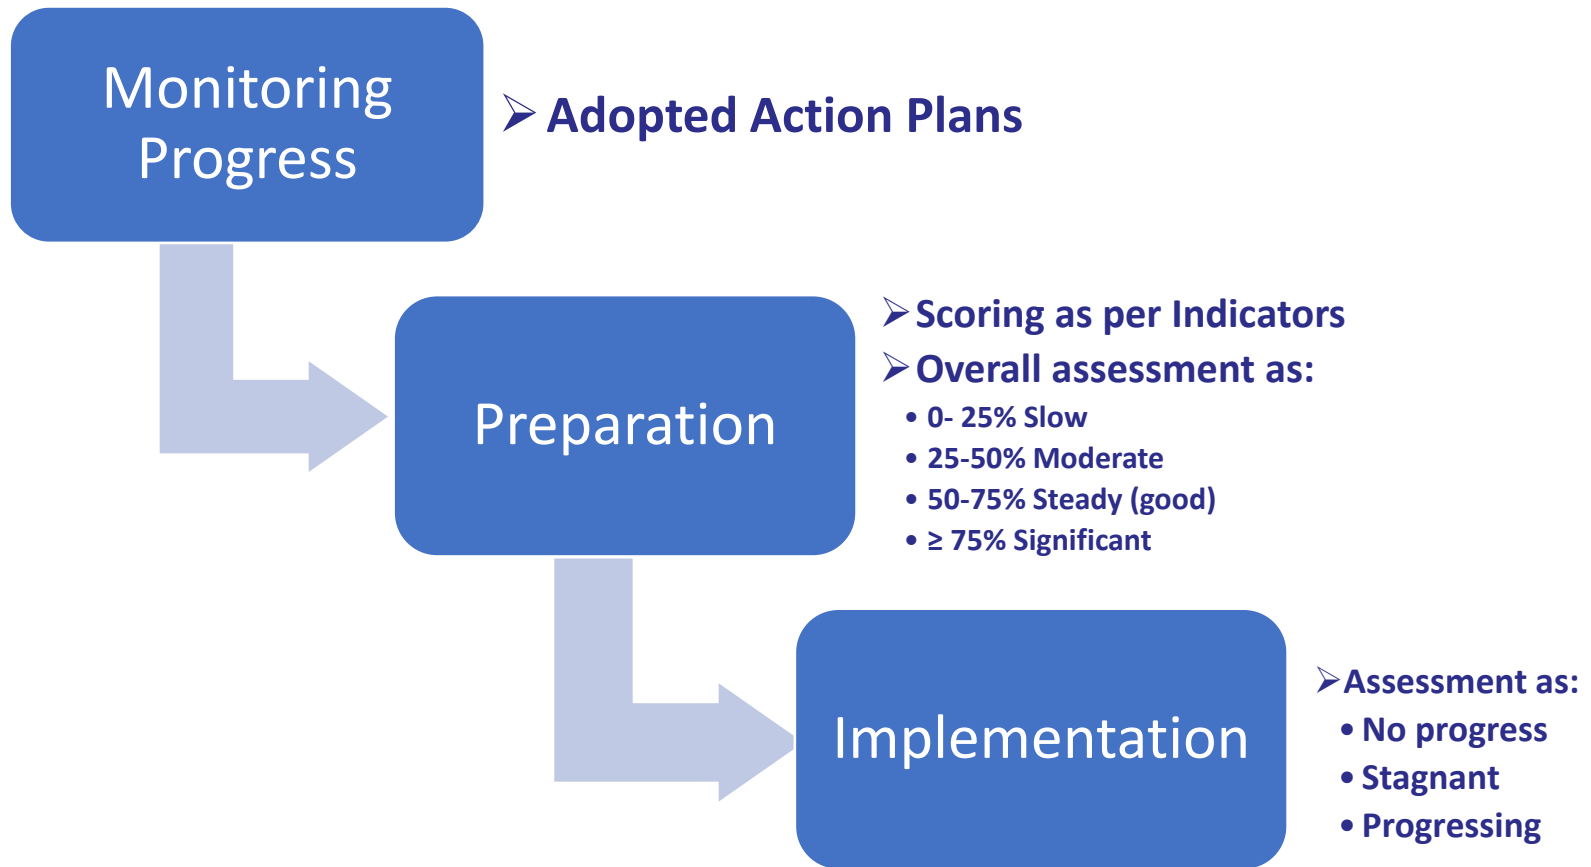 Monitoring
Progress
➢ Adopted Action Plans
Preparation
➢ Scoring as per Indicators
➢ Overall assessment as:
• 0- 25% Slow
• 25-50% Moderate
• 50-75% Steady (good)
• ≥ 75% Significant
Implementation
➢ Assessment as:
• No progress
• Stagnant
• Progressing